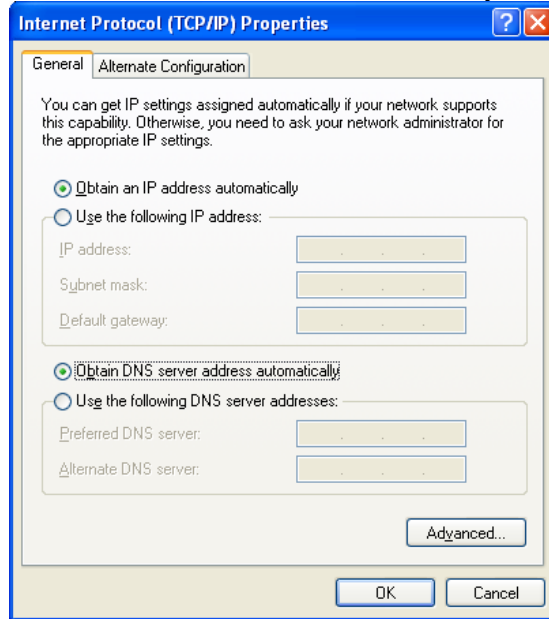 Internet Protocol (TCP/IP) Properties
General
Alternate Configuration
You can get IP settings assigned automatically if your network supports
this capability. Otherwise, you need to ask your network administrator for
the appropriate IP settings.
Obtain an IP address automatically
Use the following IP address:
IP address:
Subnet mask:
Default gateway:
Obtain DNS server address automatically
Use the following DNS server addresses:
Preferred DNS server:
Alternate DNS server:
Advanced...
OK
Cancel